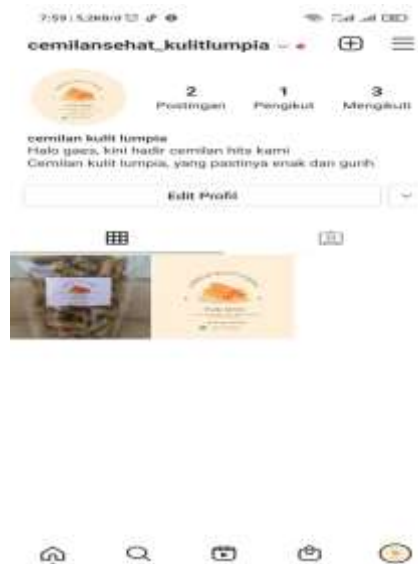 cemilansehat_kulitlumpia
2 1 3
Postingan Pengikut Mengikuti
cemilan kulit lumpia
Halo gaes, kini hadir cemilan hits kami
Cemilan kulit lumpia, yang pastinya enak dan gurih
Edit Profil